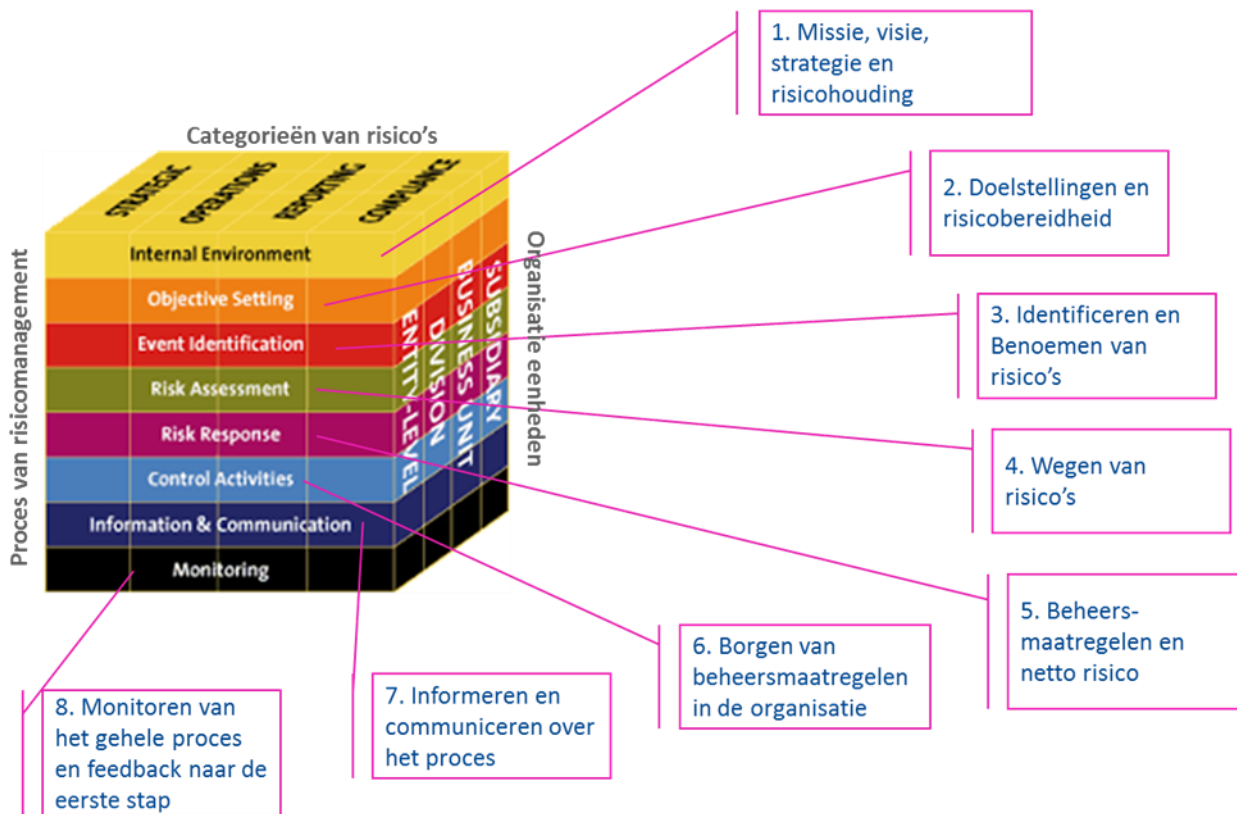 1. Missie, visie,
strategie en
risicohouding
Categorieën van risico's
STRATEGIC
OPERATIONS
REPORTING
COMPLIANCE
2. Doelstellingen en
risicobereidheid
Proces van risicomanagement
Internal Environment
Objective Setting
Event Identification
Risk Assessment
Risk Response
Control Activities
Information & Communication
Monitoring
ENTITY-LEVEL
DIVISION
BUSINESS UNIT
SUBSIDIARY
Organisatie eenheden
3. Identificeren en
Benoemen van
risico's
4. Wegen van
risico's
5. Beheers-
maatregelen en
netto risico
6. Borgen van
beheersmaatregelen
in de organisatie
7. Informeren en
communiceren over
het proces
8. Monitoren van
het gehele proces
en feedback naar de
eerste stap